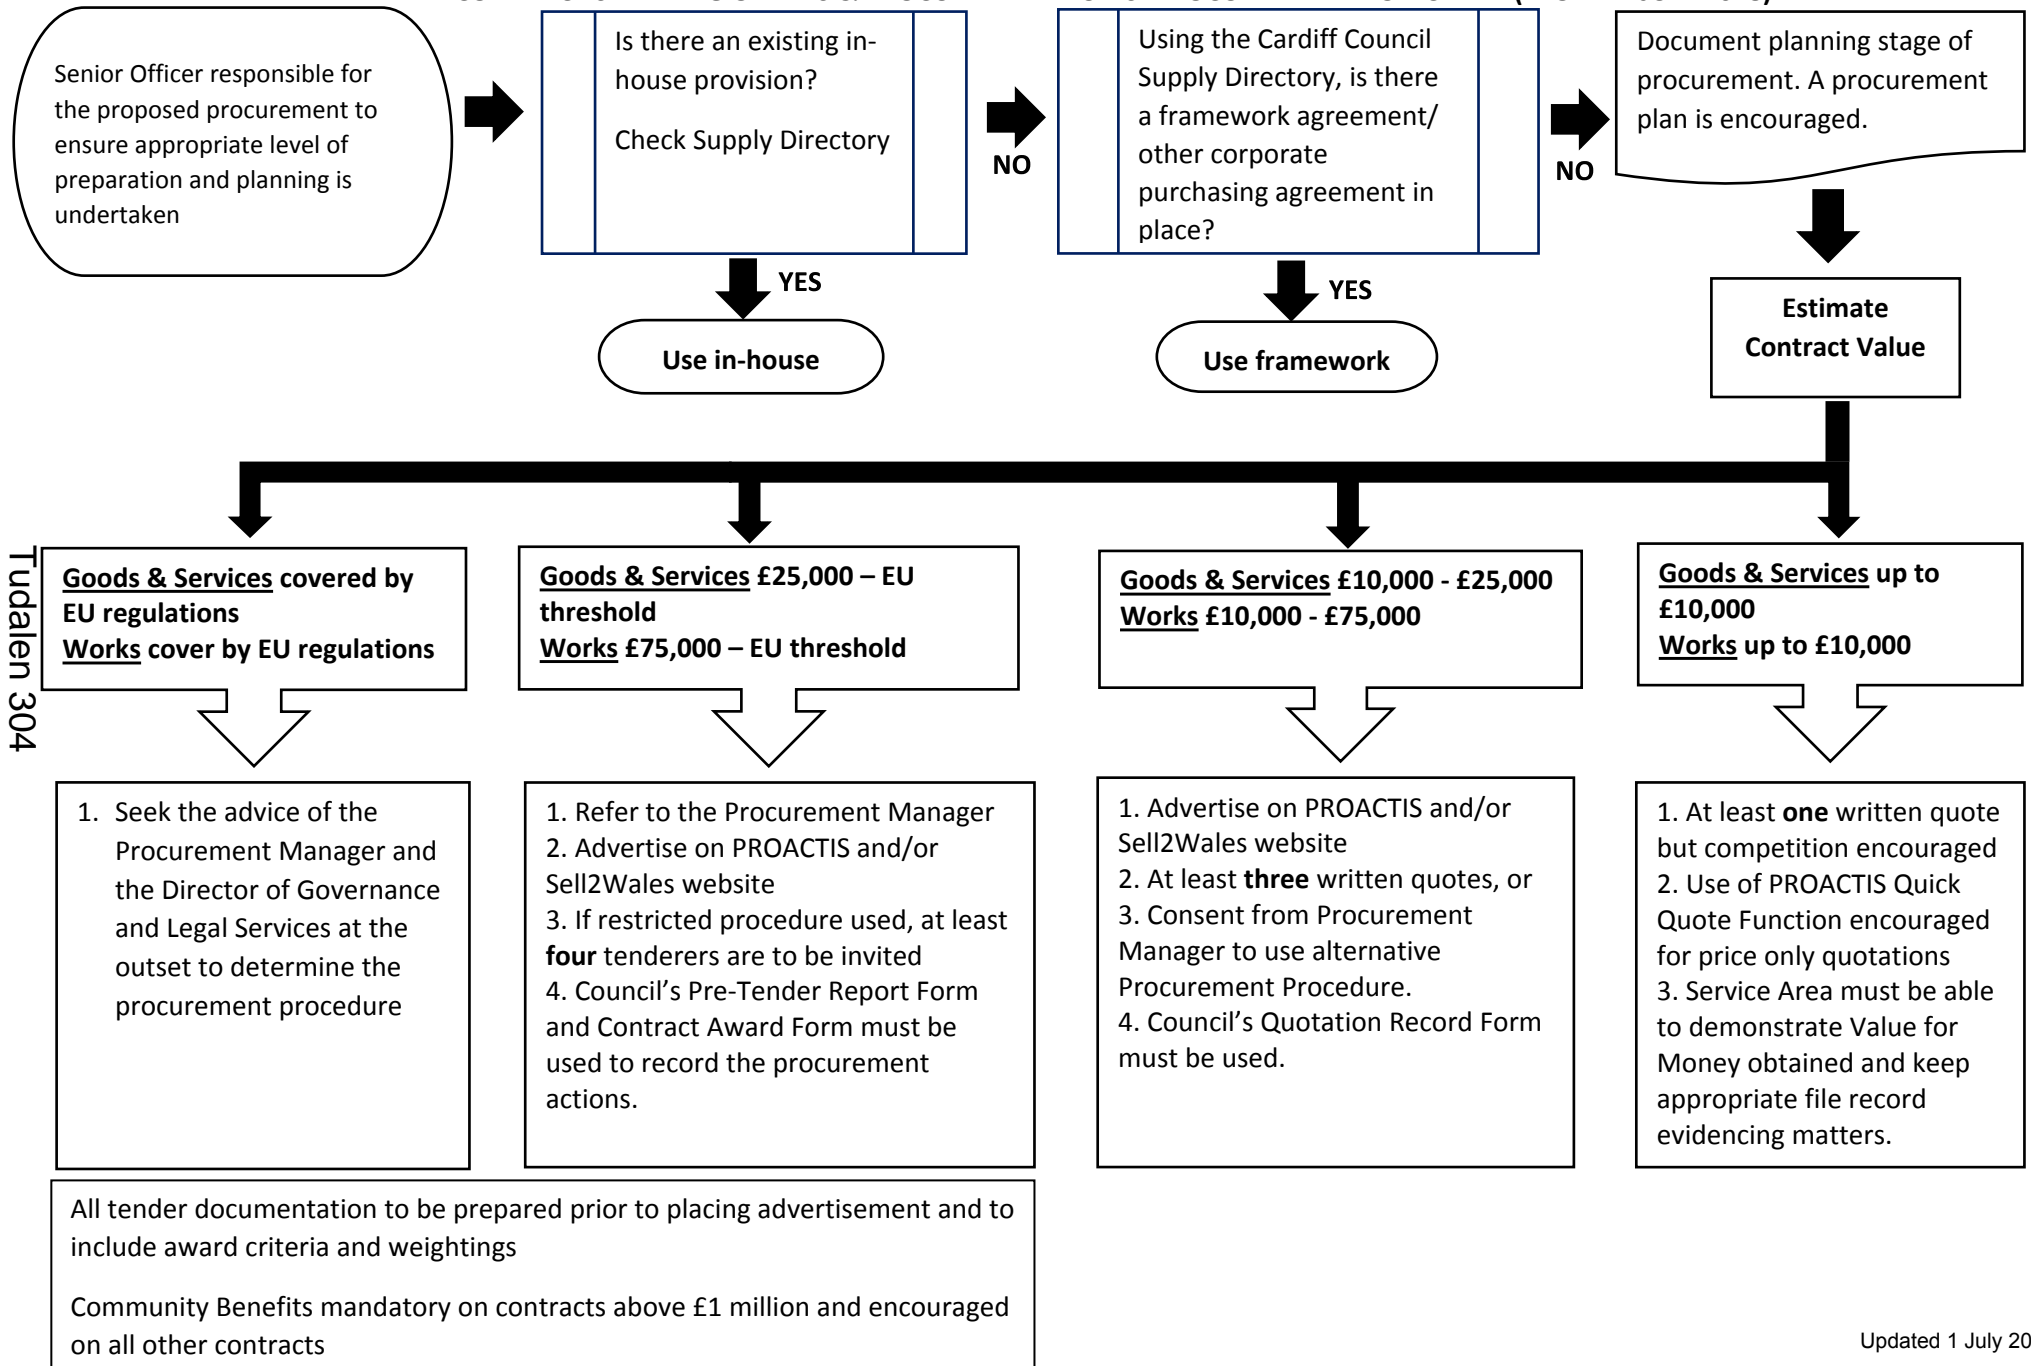 Senior Officer responsible for
the proposed procurement to
ensure appropriate level of
preparation and planning is
undertaken
Is there an existing in-
house provision?
Check Supply Directory
NO
YES
Use in-house
Using the Cardiff Council
Supply Directory, is there
a framework agreement/
other corporate
purchasing agreement in
place?
NO
YES
Use framework
Document planning stage of
procurement. A procurement
plan is encouraged.
Estimate
Contract Value
Tudalen 304
Goods & Services covered by
EU regulations
Works cover by EU regulations
1. Seek the advice of the
Procurement Manager and
the Director of Governance
and Legal Services at the
outset to determine the
procurement procedure
Goods & Services £25,000 – EU
threshold
Works £75,000 – EU threshold
1. Refer to the Procurement Manager
2. Advertise on PROACTIS and/or
Sell2Wales website
3. If restricted procedure used, at least
four tenderers are to be invited
4. Council's Pre-Tender Report Form
and Contract Award Form must be
used to record the procurement
actions.
Goods & Services £10,000 - £25,000
Works £10,000 - £75,000
1. Advertise on PROACTIS and/or
Sell2Wales website
2. At least three written quotes, or
3. Consent from Procurement
Manager to use alternative
Procurement Procedure.
4. Council's Quotation Record Form
must be used.
Goods & Services up to
£10,000
Works up to £10,000
1. At least one written quote
but competition encouraged
2. Use of PROACTIS Quick
Quote Function encouraged
for price only quotations
3. Service Area must be able
to demonstrate Value for
Money obtained and keep
appropriate file record
evidencing matters.
All tender documentation to be prepared prior to placing advertisement and to
include award criteria and weightings
Community Benefits mandatory on contracts above £1 million and encouraged
on all other contracts
Updated 1 July 20